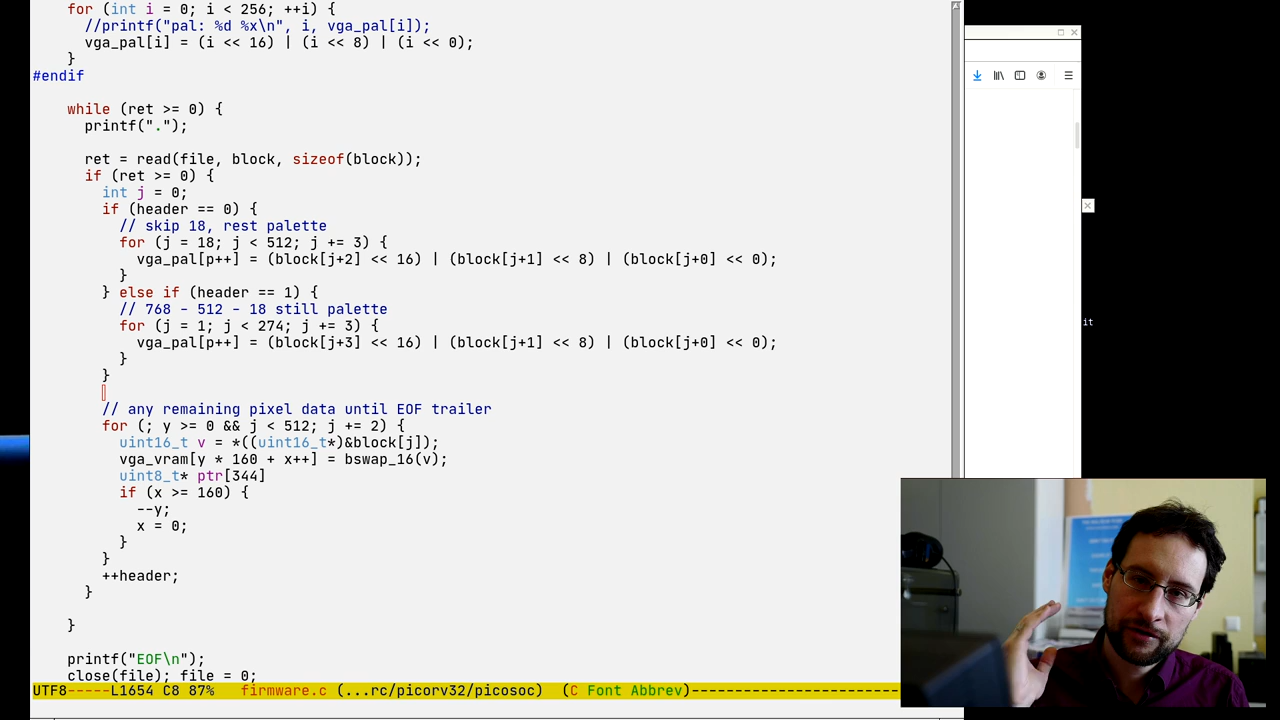 for (int i = 0; i < 256; ++i) {
//printf("pal: %d %x\n", i, vga_pal[i]);
vga_pal[i] = (i << 16) | (i << 8) | (i << 0);
}
#endif
while (ret >= 0) {
printf(".");
ret = read(file, block, sizeof(block));
if (ret >= 0) {
int j = 0;
if (header == 0) {
// skip 18, rest palette
for (j = 18; j < 512; j += 3) {
vga_pal[p++] = (block[j+2] << 16) | (block[j+1] << 8) | (block[j+0] << 0);
}
} else if (header == 1) {
// 768 - 512 - 18 still palette
for (j = 1; j < 274; j += 3) {
vga_pal[p++] = (block[j+3] << 16) | (block[j+1] << 8) | (block[j+0] << 0);
}
}
// any remaining pixel data until EOF trailer
for (; y >= 0 && j < 512; j += 2) {
uint16_t v = *((uint16_t*)&block[j]);
vga_vram[y * 160 + x++] = bswap_16(v);
uint8_t* ptr[344]
if (x >= 160) {
--y;
x = 0;
}
}
++header;
}
}
printf("EOF\n");
close(file); file = 0;
UTF8-----L1654 C8 87% firmware.c (...rc/picorv32/picosoc) (C Font Abbrev)------------------------
it